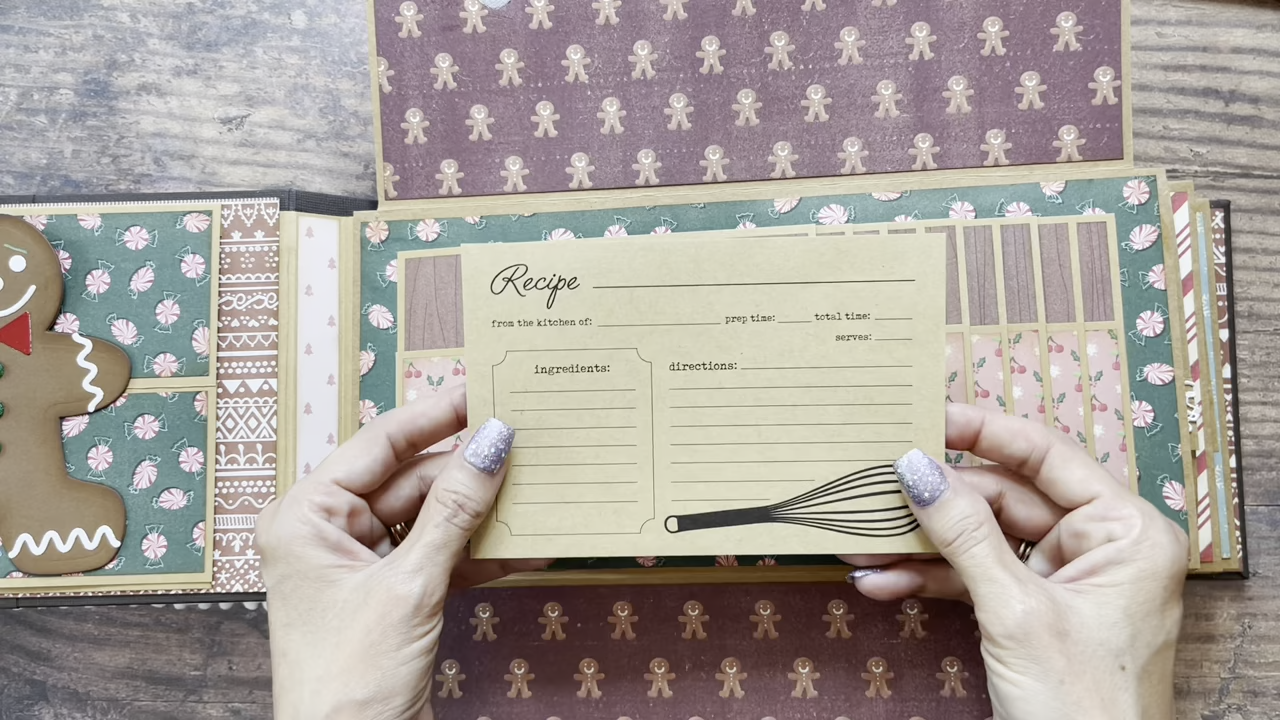 Recipe
from the kitchen of: prep time: total time:
serves:
ingredients: directions: